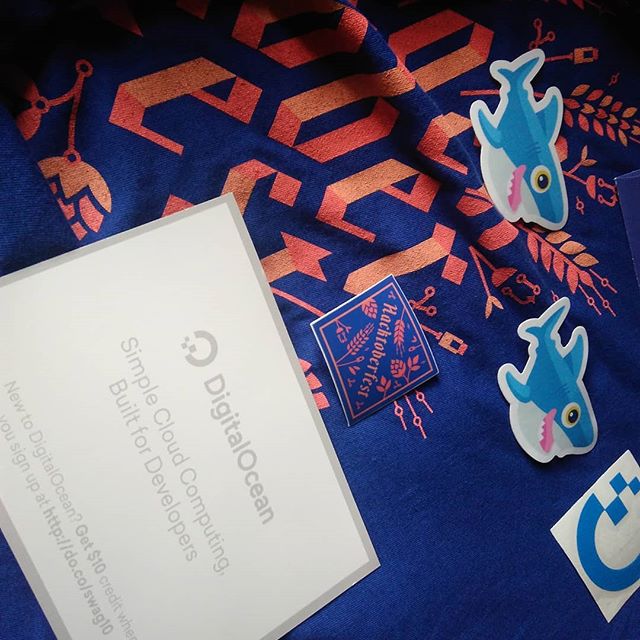 DigitalOcean
Simple Cloud Computing,
Built for Developers
New to DigitalOcean? Get $10 credit when
you sign up at http://do.co/swag10
Hacktoberfest